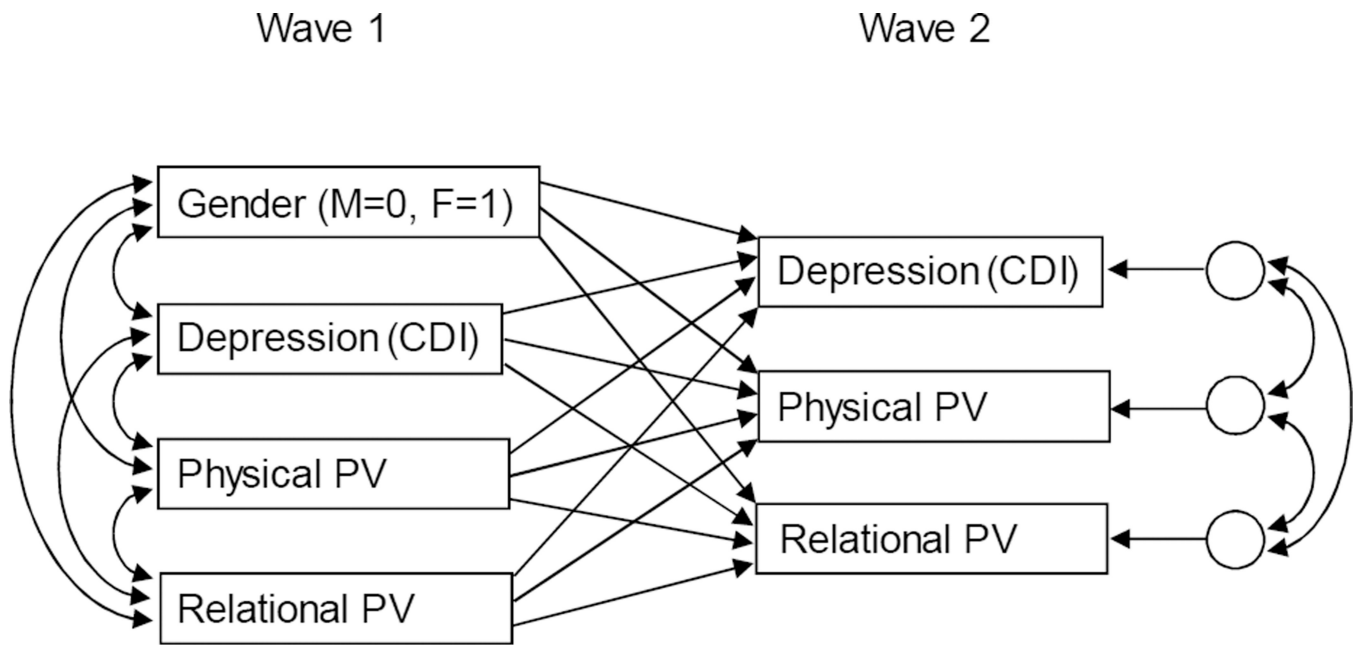 Wave 1
Wave 2
Gender (M=0, F=1)
Depression (CDI)
Physical PV
Relational PV
Depression (CDI)
Physical PV
Relational PV